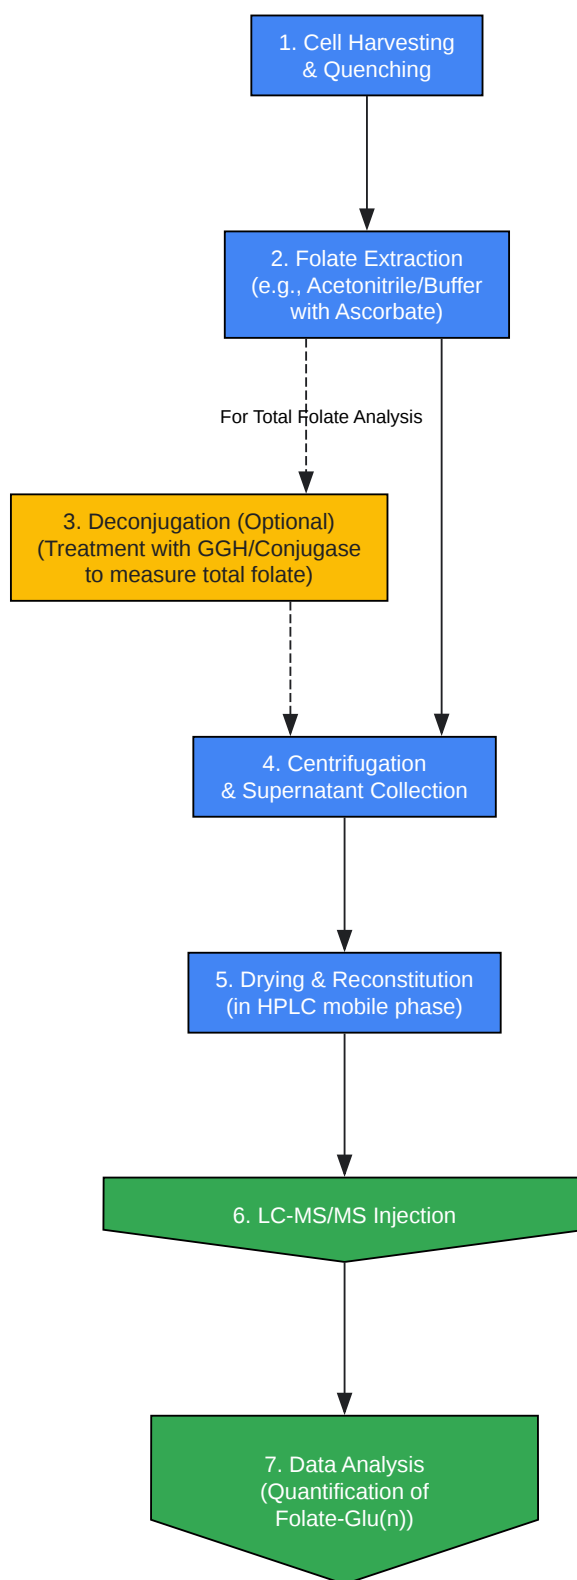 1. Cell Harvesting
& Quenching
2. Folate Extraction
(e.g., Acetonitrile/Buffer
with Ascorbate)
For Total Folate Analysis
3. Deconjugation (Optional)
(Treatment with GGH/Conjugase
to measure total folate)
4. Centrifugation
& Supernatant Collection
5. Drying & Reconstitution
(in HPLC mobile phase)
6. LC-MS/MS Injection
7. Data Analysis
(Quantification of
Folate-Glu(n))